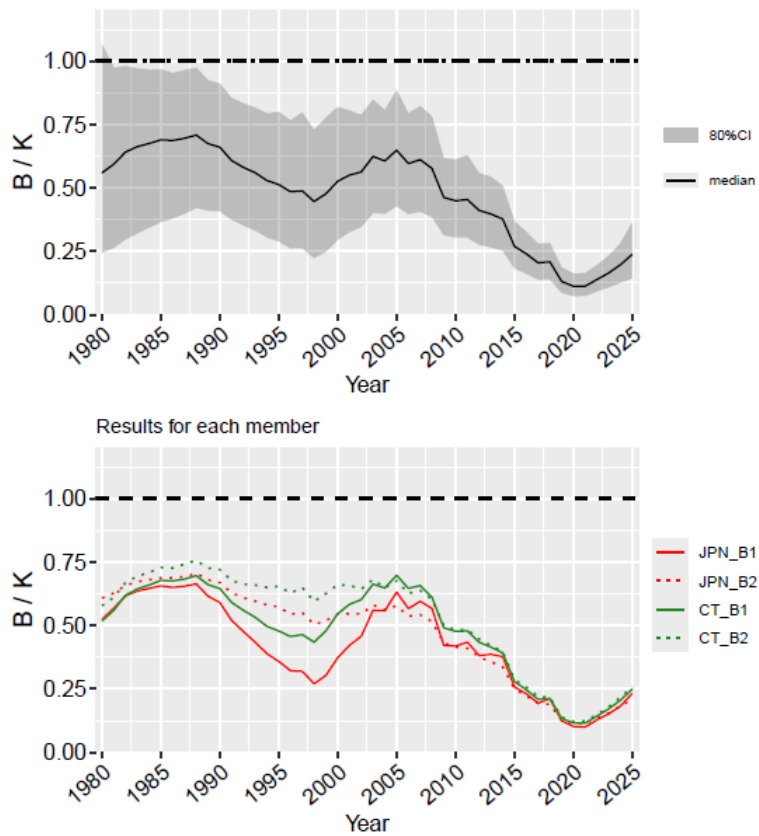 1.00
0.75
0.50
0.25
0.00
B / K
1980
1985
1990
1995
2000
2005
2010
2015
2020
2025
Year
80%CI
median
Results for each member
1.00
0.75
0.50
0.25
0.00
B / K
1980
1985
1990
1995
2000
2005
2010
2015
2020
2025
Year
JPN_B1
JPN_B2
CT_B1
CT_B2